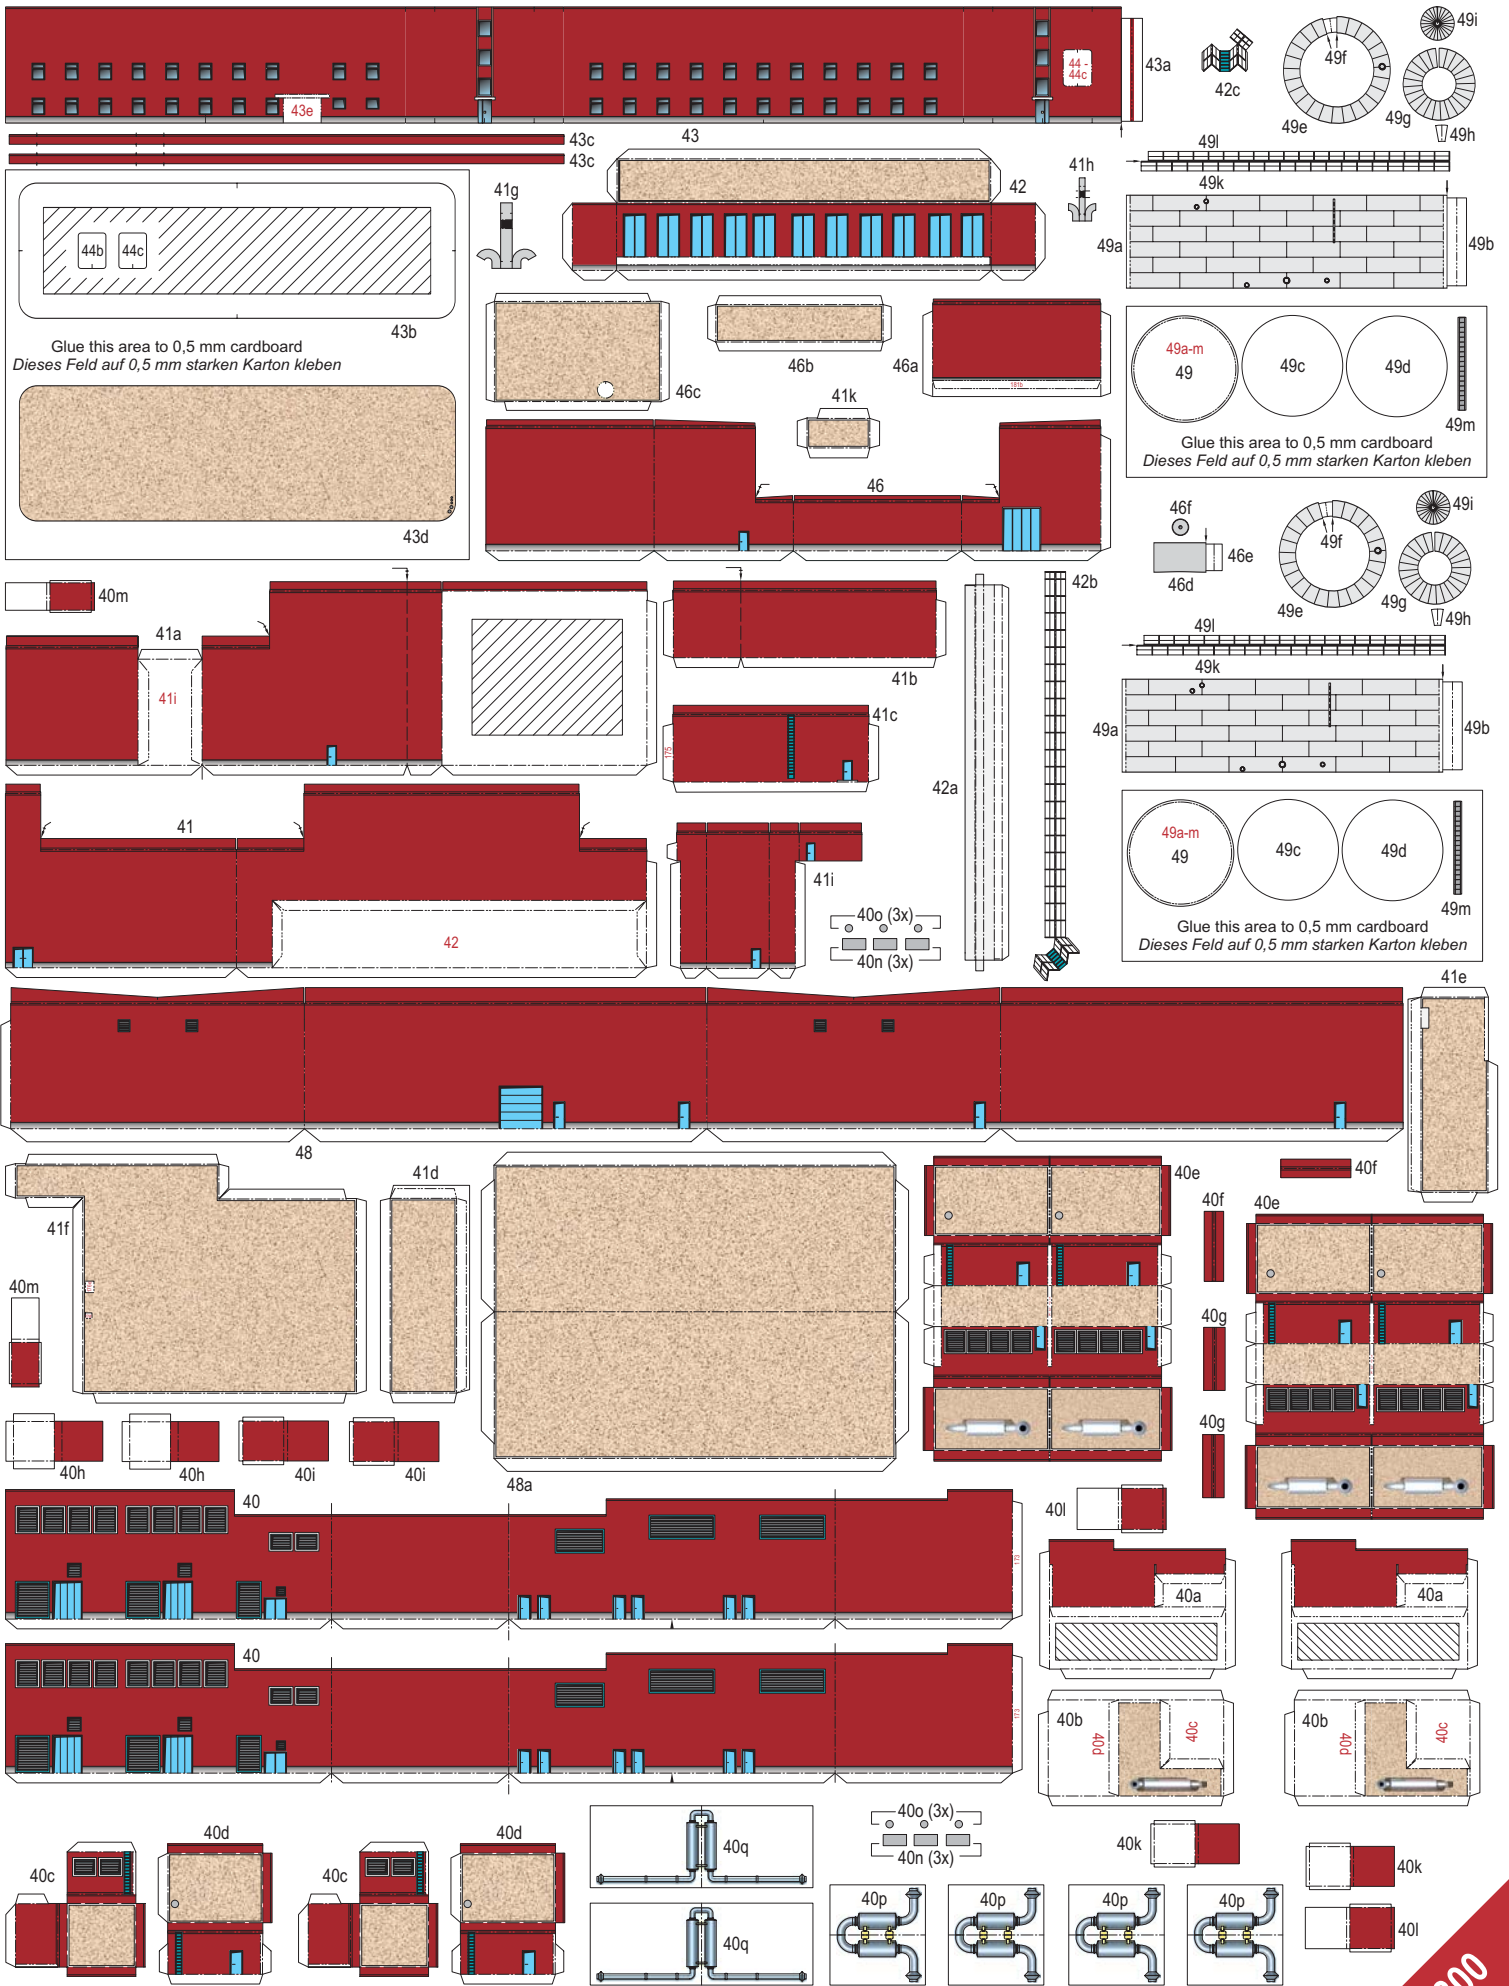 49i
43a
44 -
44c
49f
42c
43e
49e
49g
49h
43c
43
43c
49l
41h
41g
42
49k
44b
44c
49a
49b
43b
Glue this area to 0,5 mm cardboard
Dieses Feld auf 0,5 mm starken Karton kleben
46b
46a
181b
46c
41k
49a-m
49
49c
49d
49m
Glue this area to 0,5 mm cardboard
Dieses Feld auf 0,5 mm starken Karton kleben
46
46f
49i
43d
49f
46e
46d
42b
49e
49g
49h
40m
41a
49l
49k
41i
41b
41c
175
49a
49b
42a
41
49a-m
49
49c
49d
41i
49m
40o (3x)
Glue this area to 0,5 mm cardboard
Dieses Feld auf 0,5 mm starken Karton kleben
42
40n (3x)
41e
48
41d
40e
40f
40f
40e
41f
40m
40g
40g
40h
40h
40i
40i
48a
40
40l
173
40a
40a
40
173
40b
40d
40c
40b
40d
40c
40o (3x)
40d
40d
40q
40k
40c
40c
40n (3x)
40k
40p
40p
40p
40p
40q
40l